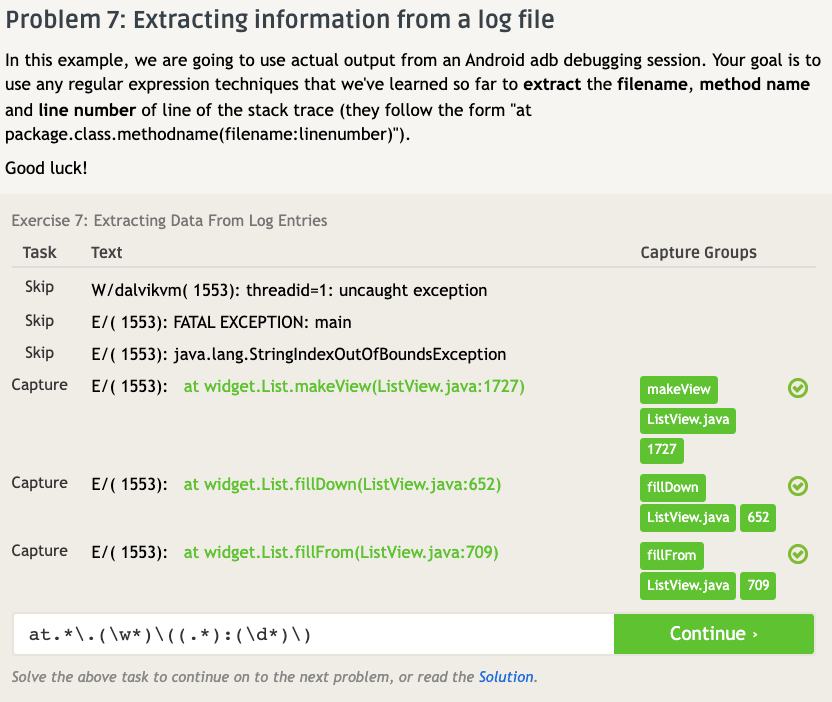 Problem 7: Extracting information from a log file
In this example, we are going to use actual output from an Android adb debugging session. Your goal is to
use any regular expression techniques that we've learned so far to extract the filename, method name
and line number of line of the stack trace (they follow the form "at
package.class.methodname(filename:linenumber)").
Good luck!
Exercise 7: Extracting Data From Log Entries
Task Text Capture Groups
Skip W/dalvikvm( 1553): threadid=1: uncaught exception
Skip E/( 1553): FATAL EXCEPTION: main
Skip E/( 1553): java.lang.StringIndexOutOfBoundsException
Capture E/( 1553): at widget.List.makeView(ListView.java:1727) makeView
ListView.java
1727
Capture E/( 1553): at widget.List.fillDown(ListView.java:652) fillDown
ListView.java 652
Capture E/( 1553): at widget.List.fillFrom(ListView.java:709) fillFrom
ListView.java 709
at.*\.(\w*)\((.*):(\d*)\) Continue ›
Solve the above task to continue on to the next problem, or read the Solution.